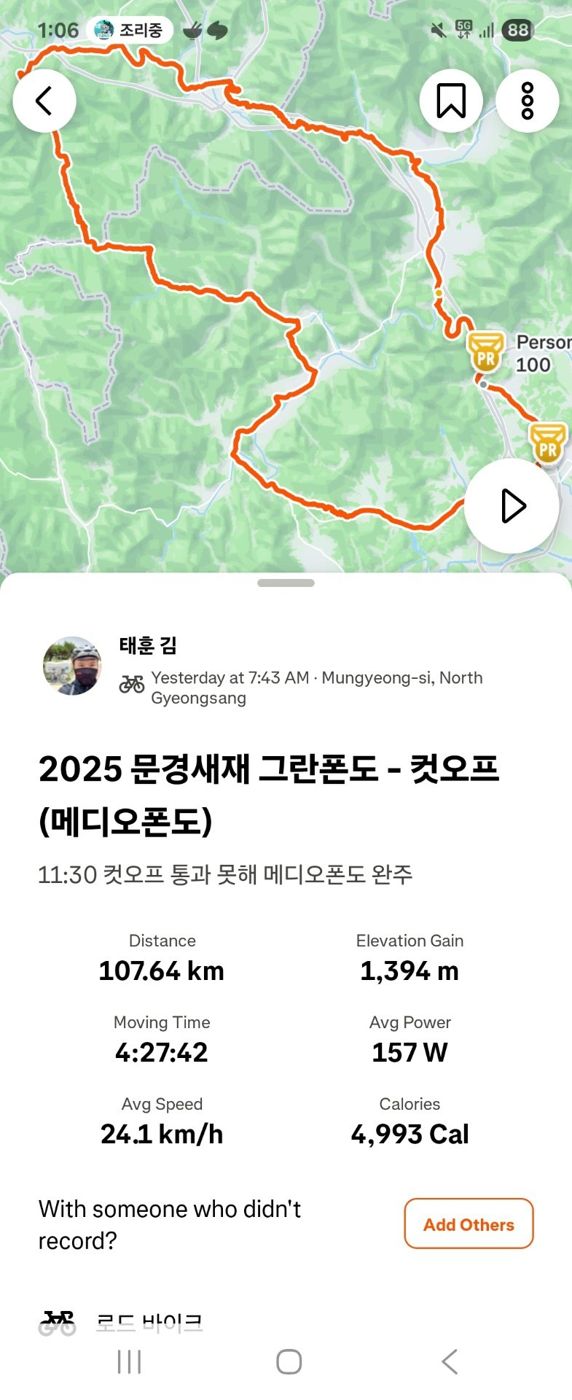 1:06 조리중 5G 88
PR Person
100
PR
태훈 김
Yesterday at 7:43 AM · Mungyeong-si, North
Gyeongsang
2025 문경새재 그란폰도 - 컷오프
(메디오폰도)
11:30 컷오프 통과 못해 메디오폰도 완주
Distance Elevation Gain
107.64 km 1,394 m
Moving Time Avg Power
4:27:42 157 W
Avg Speed Calories
24.1 km/h 4,993 Cal
With someone who didn't
record?
Add Others
로드 바이크